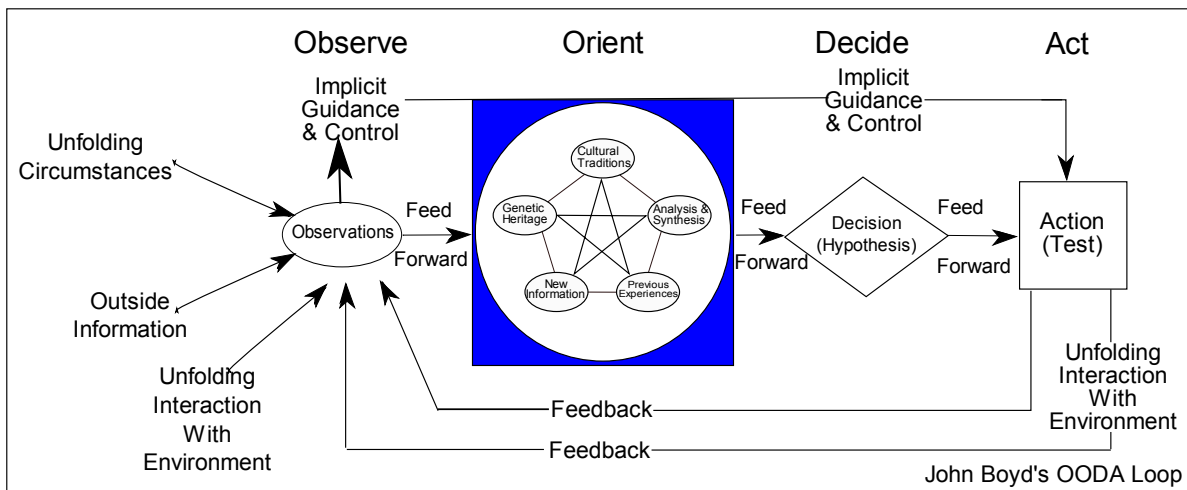 Observe
Orient
Decide
Act
Implicit
Guidance
& Control
Implicit
Guidance
& Control
Unfolding
Circumstances
Observations
Outside
Information
Unfolding
Interaction
With
Environment
Feed
Forward
Cultural
Traditions
Genetic
Heritage
Analysis &
Synthesis
New
Information
Previous
Experiences
Feed
Forward
Decision
(Hypothesis)
Feed
Forward
Action
(Test)
Unfolding
Interaction
With
Environment
Feedback
Feedback
John Boyd's OODA Loop